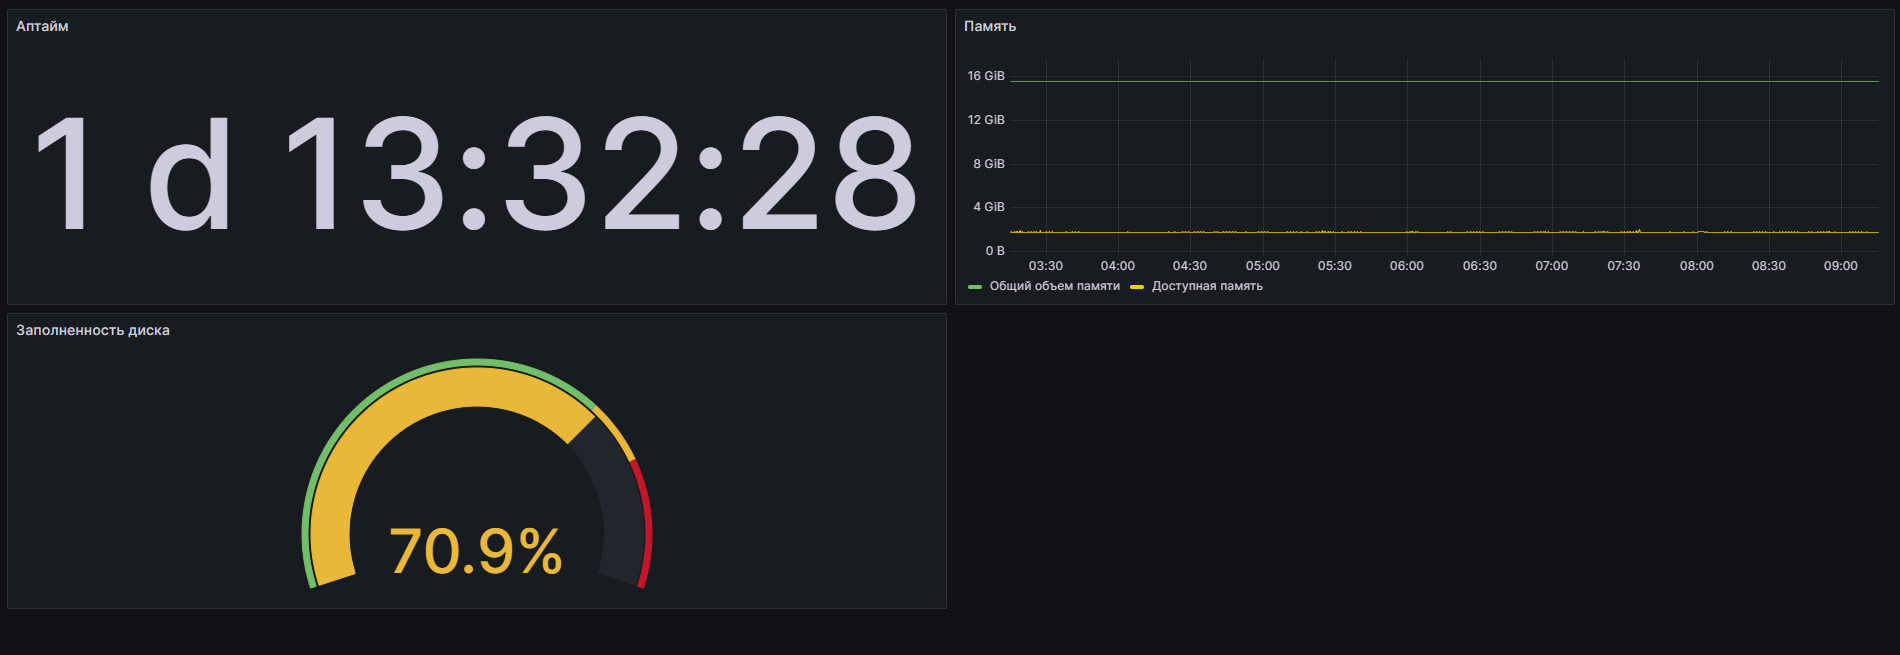 Аптайм
1 d 13:32:28
Память
16 GiB
12 GiB
8 GiB
4 GiB
0 B
03:30 04:00 04:30 05:00 05:30 06:00 06:30 07:00 07:30 08:00 08:30 09:00
Общий объем памяти Доступная память
Заполненность диска
70.9%